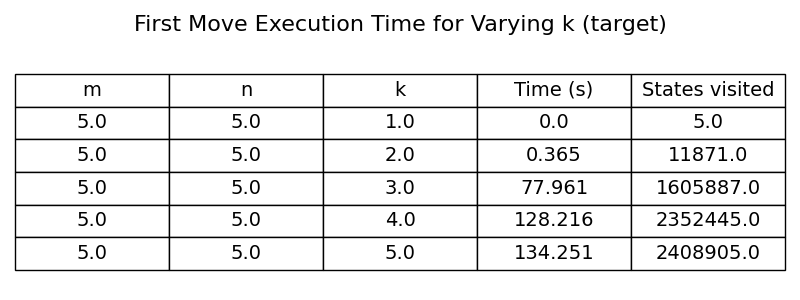 First Move Execution Time for Varying k (target)
m n k Time (s) States visited
5.0 5.0 1.0 0.0 5.0
5.0 5.0 2.0 0.365 11871.0
5.0 5.0 3.0 77.961 1605887.0
5.0 5.0 4.0 128.216 2352445.0
5.0 5.0 5.0 134.251 2408905.0